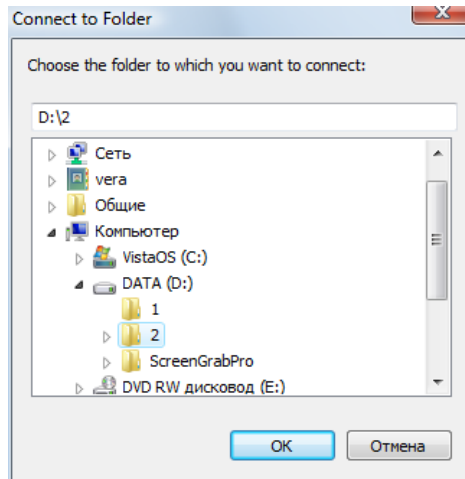 Connect to Folder
Choose the folder to which you want to connect:
D:\2
Сеть
vera
Общие
Компьютер
VistaOS (C:)
DATA (D:)
1
2
ScreenGrabPro
DVD RW дисковод (E:)
OK
Отмена